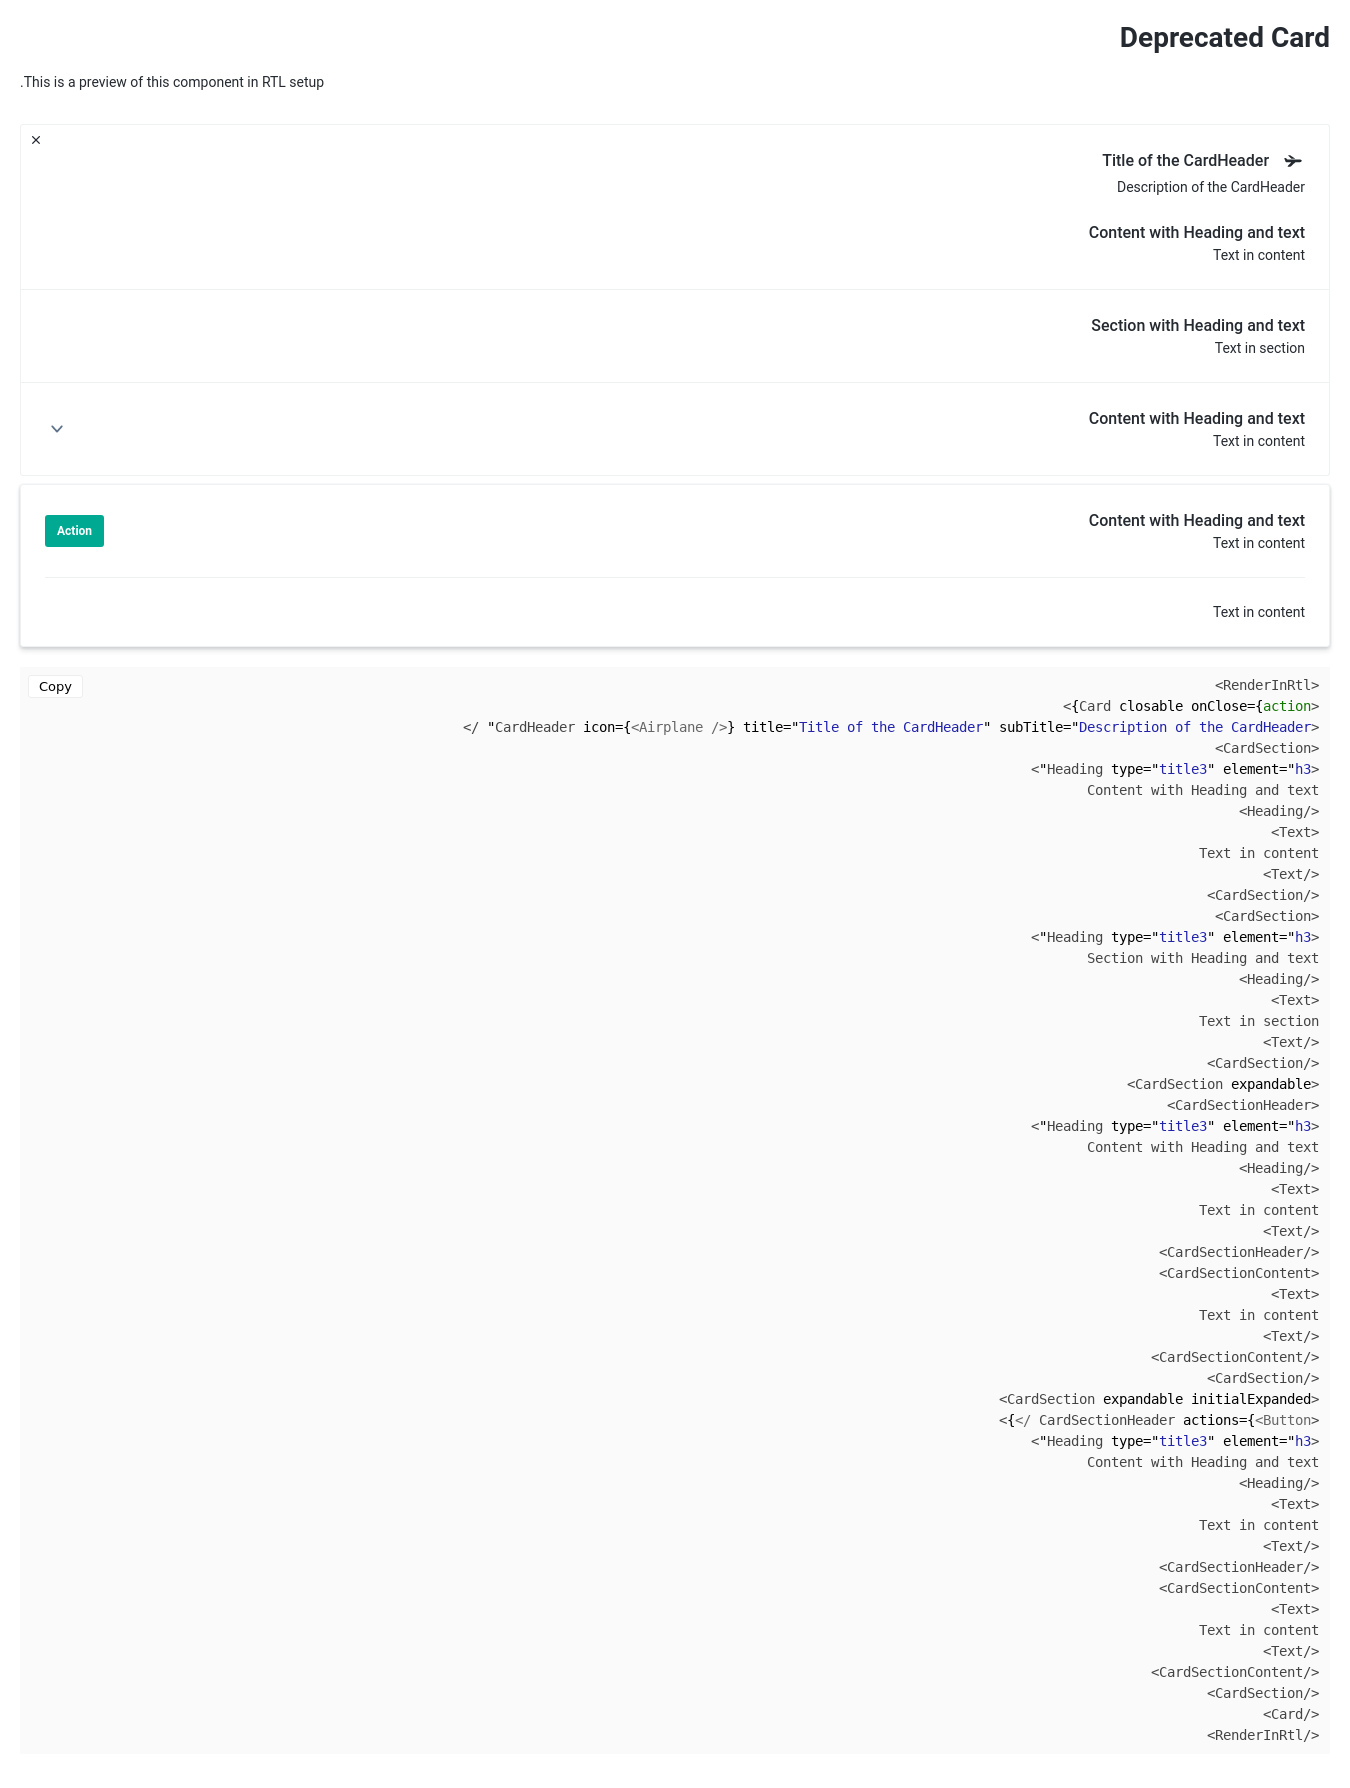 Deprecated Card
.This is a preview of this component in RTL setup
×
Title of the CardHeader
Description of the CardHeader
Content with Heading and text
Text in content
Section with Heading and text
Text in section
Content with Heading and text
Text in content
Content with Heading and text
Text in content
Action
Text in content
Copy
<RenderInRtl>
<{Card closable onClose={action>
</ "CardHeader icon={<Airplane />} title="Title of the CardHeader" subTitle="Description of the CardHeader>
<CardSection>
<"Heading type="title3" element="h3>
Content with Heading and text
<Heading/>
<Text>
Text in content
<Text/>
<CardSection/>
<CardSection>
<"Heading type="title3" element="h3>
Section with Heading and text
<Heading/>
<Text>
Text in section
<Text/>
<CardSection/>
<CardSection expandable>
<CardSectionHeader>
<"Heading type="title3" element="h3>
Content with Heading and text
<Heading/>
<Text>
Text in content
<Text/>
<CardSectionHeader/>
<CardSectionContent>
<Text>
Text in content
<Text/>
<CardSectionContent/>
<CardSection/>
<CardSection expandable initialExpanded>
<{</ CardSectionHeader actions={<Button>
<"Heading type="title3" element="h3>
Content with Heading and text
<Heading/>
<Text>
Text in content
<Text/>
<CardSectionHeader/>
<CardSectionContent>
<Text>
Text in content
<Text/>
<CardSectionContent/>
<CardSection/>
<Card/>
<RenderInRtl/>